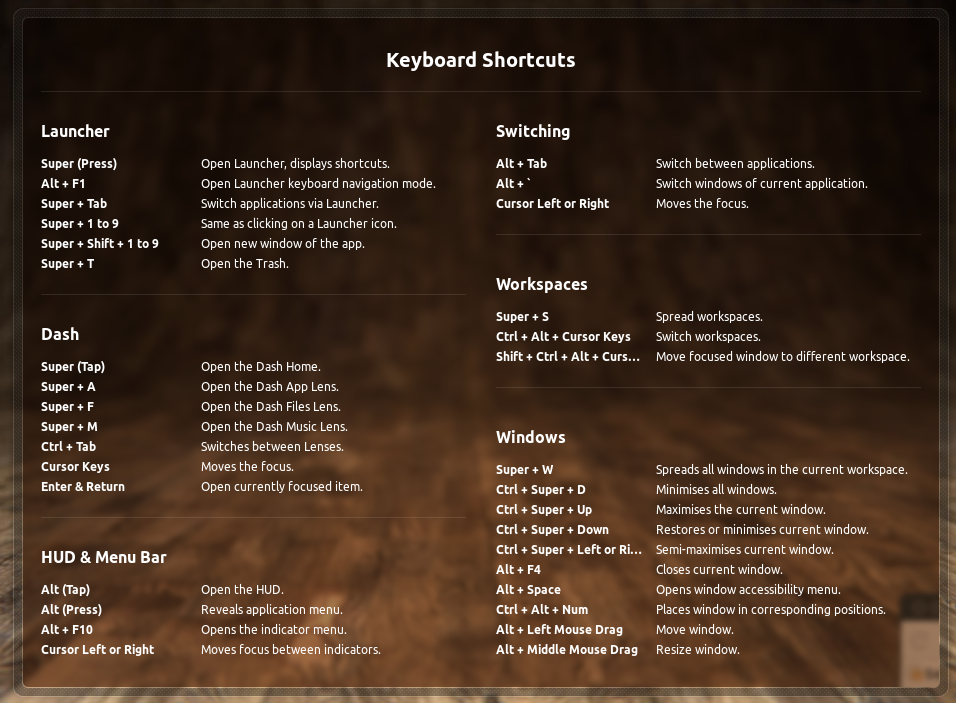 Keyboard Shortcuts
Launcher
Super (Press) Open Launcher, displays shortcuts.
Alt + F1 Open Launcher keyboard navigation mode.
Super + Tab Switch applications via Launcher.
Super + 1 to 9 Same as clicking on a Launcher icon.
Super + Shift + 1 to 9 Open new window of the app.
Super + T Open the Trash.
Dash
Super (Tap) Open the Dash Home.
Super + A Open the Dash App Lens.
Super + F Open the Dash Files Lens.
Super + M Open the Dash Music Lens.
Ctrl + Tab Switches between Lenses.
Cursor Keys Moves the focus.
Enter & Return Open currently focused item.
HUD & Menu Bar
Alt (Tap) Open the HUD.
Alt (Press) Reveals application menu.
Alt + F10 Opens the indicator menu.
Cursor Left or Right Moves focus between indicators.
Switching
Alt + Tab Switch between applications.
Alt + ` Switch windows of current application.
Cursor Left or Right Moves the focus.
Workspaces
Super + S Spread workspaces.
Ctrl + Alt + Cursor Keys Switch workspaces.
Shift + Ctrl + Alt + Curs… Move focused window to different workspace.
Windows
Super + W Spreads all windows in the current workspace.
Ctrl + Super + D Minimises all windows.
Ctrl + Super + Up Maximises the current window.
Ctrl + Super + Down Restores or minimises current window.
Ctrl + Super + Left or Ri… Semi-maximises current window.
Alt + F4 Closes current window.
Alt + Space Opens window accessibility menu.
Ctrl + Alt + Num Places window in corresponding positions.
Alt + Left Mouse Drag Move window.
Alt + Middle Mouse Drag Resize window.